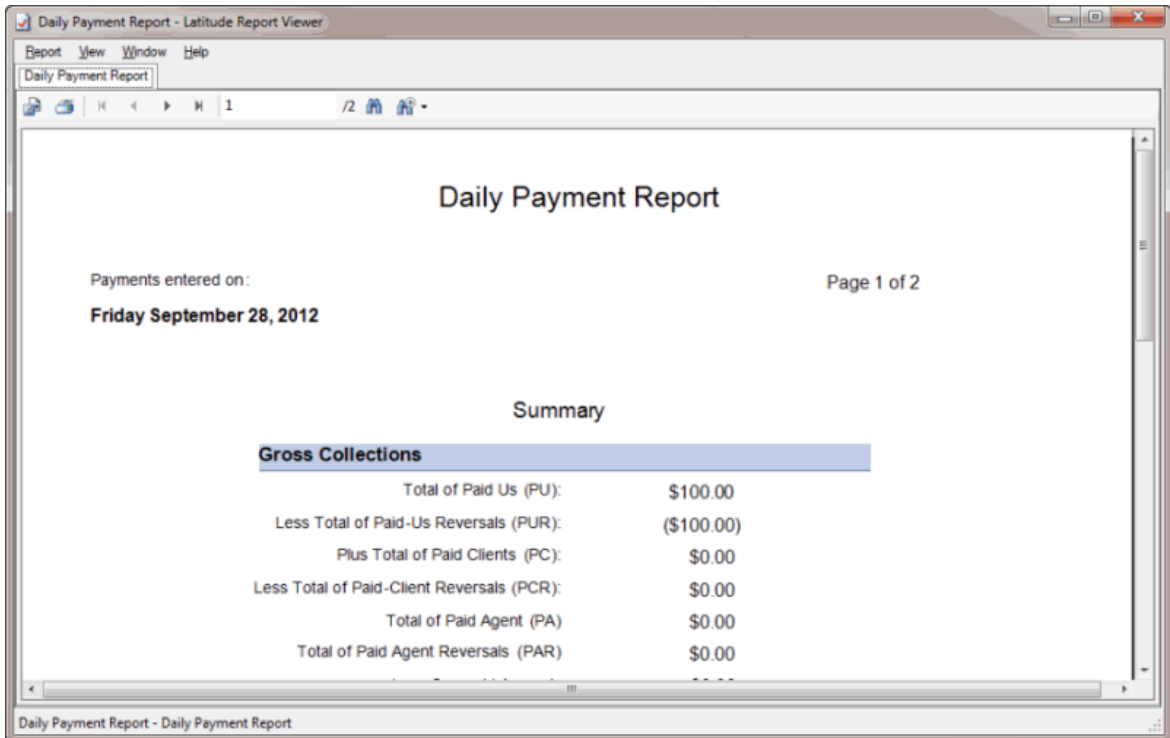 Daily Payment Report - Latitude Report Viewer
Report View Window Help
Daily Payment Report
1 /2
Daily Payment Report
Payments entered on: Page 1 of 2
Friday September 28, 2012
Summary
Gross Collections
Total of Paid Us (PU): $100.00
Less Total of Paid-Us Reversals (PUR): ($100.00)
Plus Total of Paid Clients (PC): $0.00
Less Total of Paid-Client Reversals (PCR): $0.00
Total of Paid Agent (PA) $0.00
Total of Paid Agent Reversals (PAR) $0.00
Daily Payment Report - Daily Payment Report